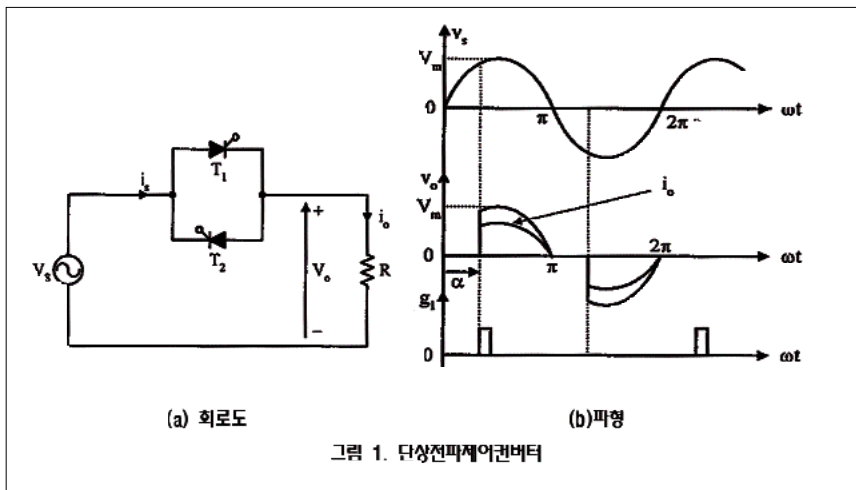 v_s
V_m
0
π
2π
ωt
T_1
i_s
T_2
V_s
+
V_o
−
i_o
R
v_o
V_m
i_o
0
α
π
2π
ωt
g_1
0
ωt
(a) 회로도
(b)파형
그림 1. 단상전파제어컨버터